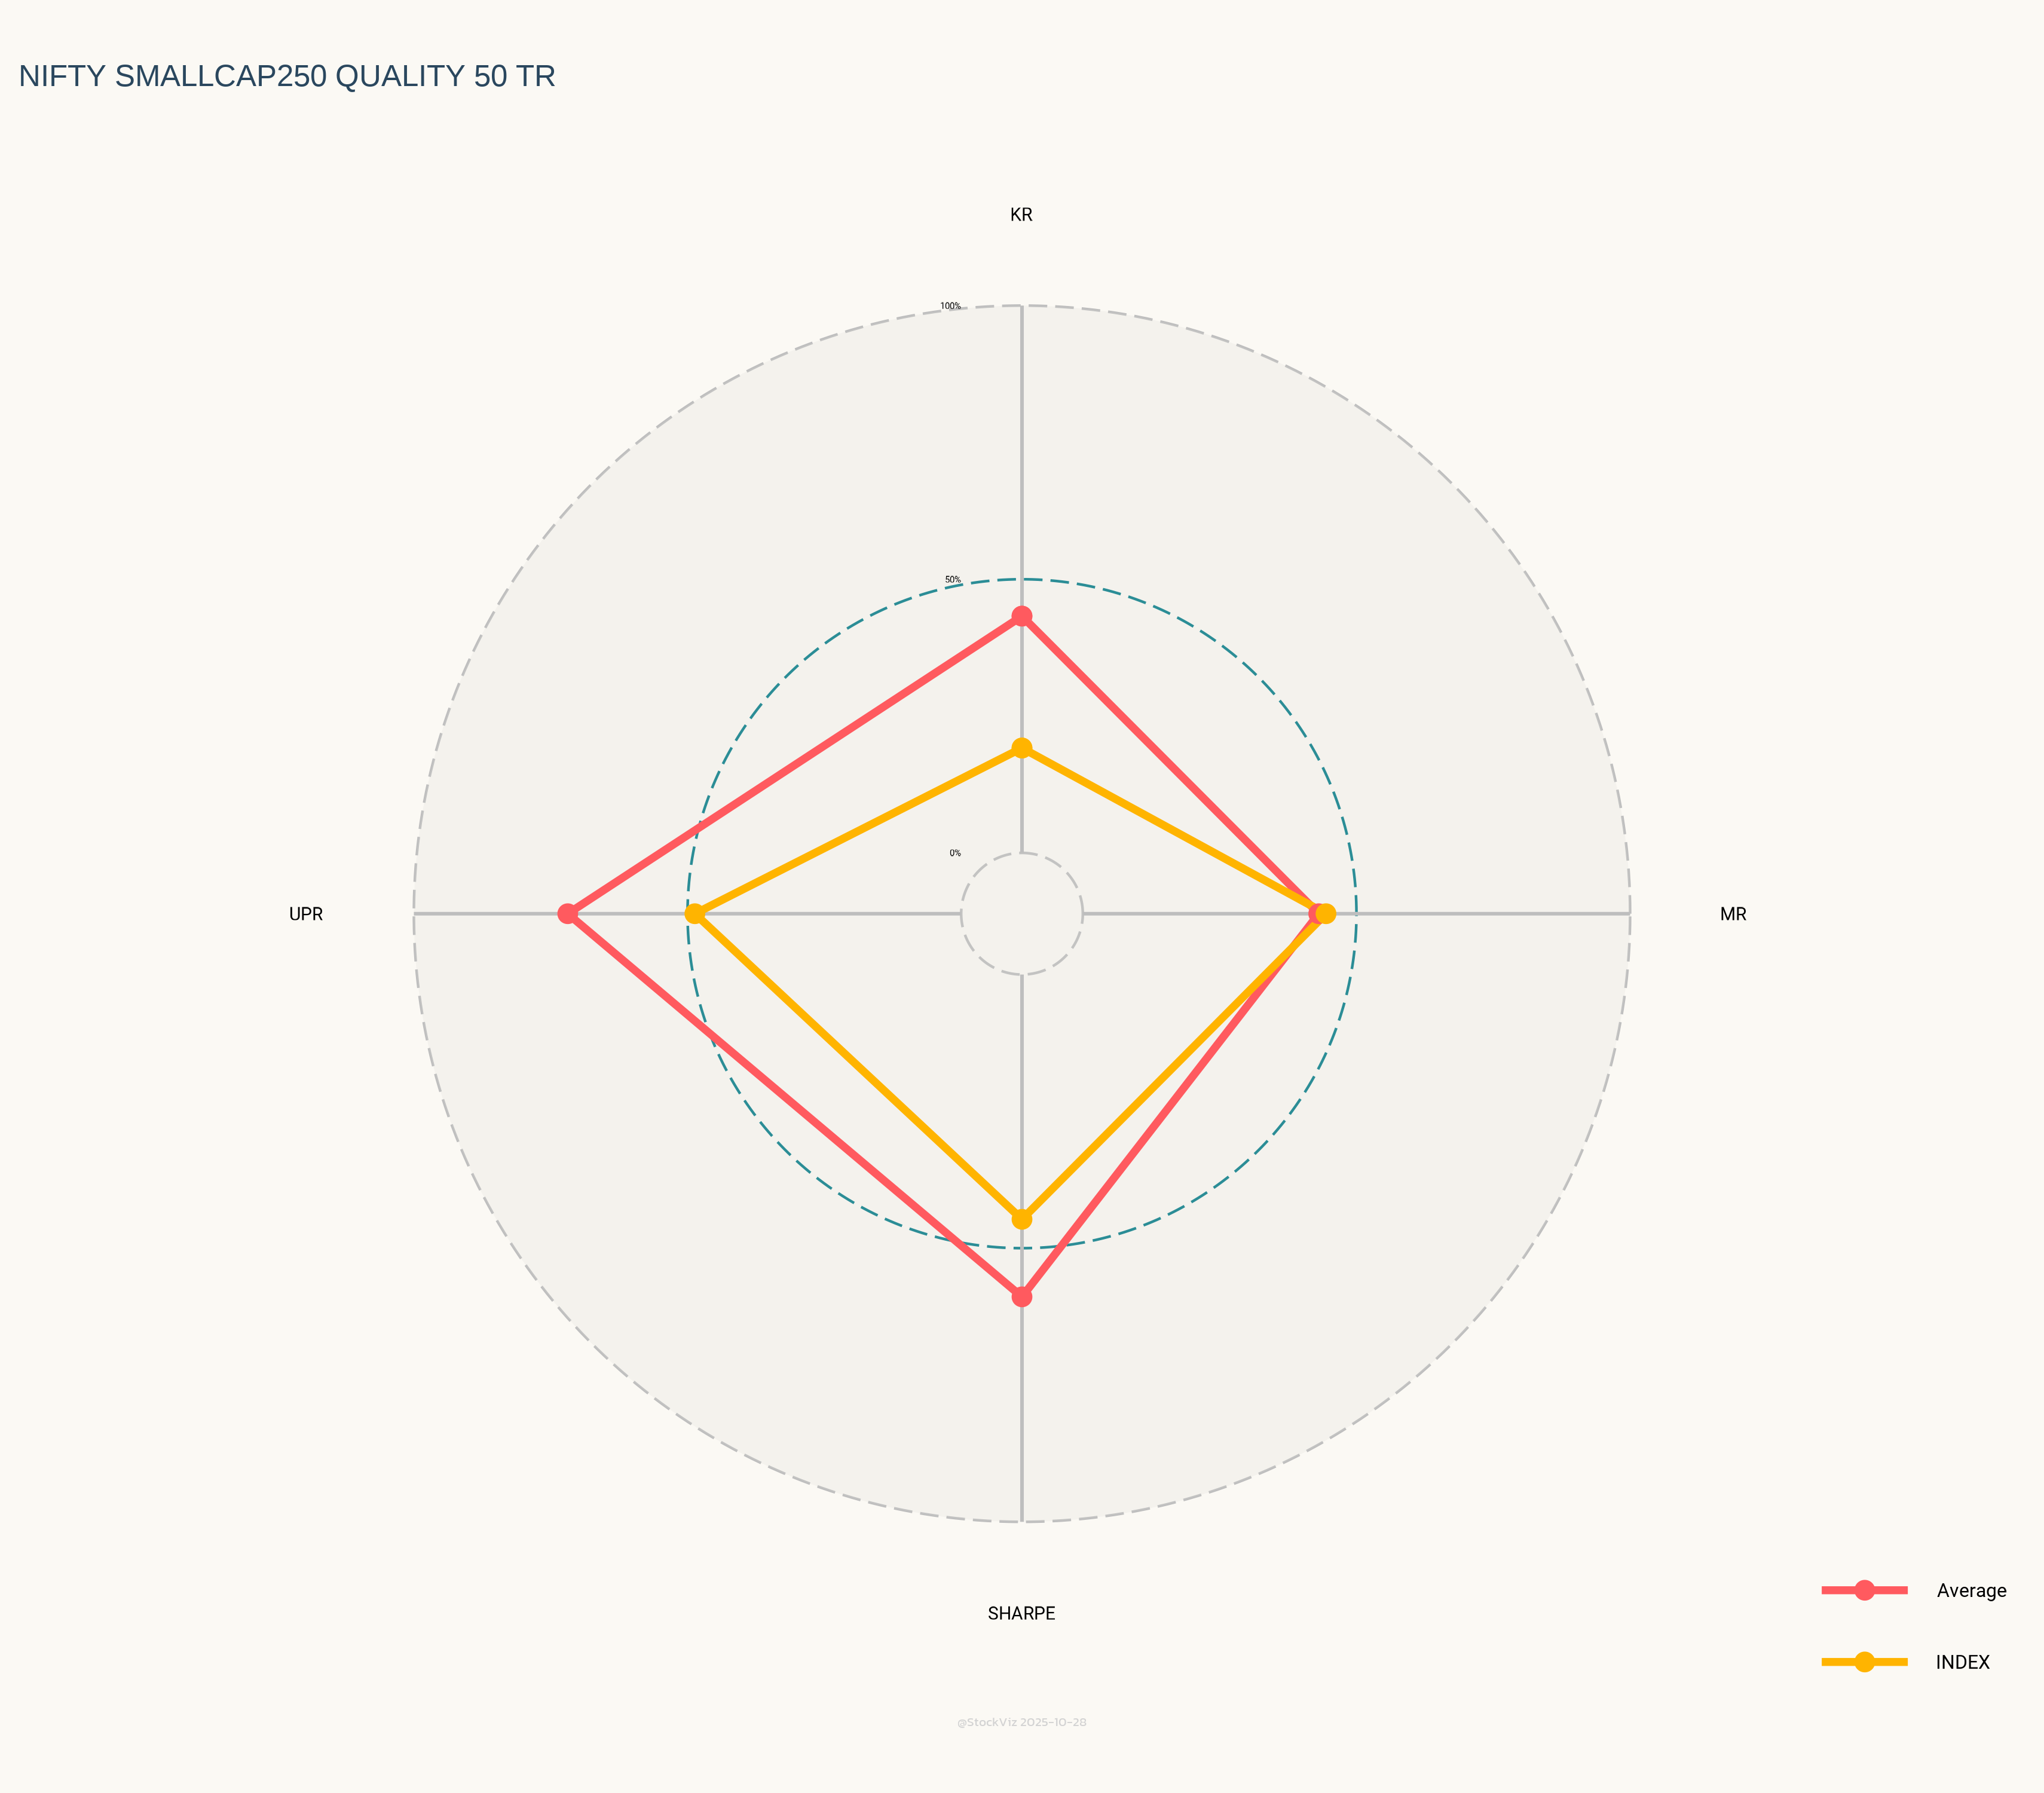 NIFTY SMALLCAP250 QUALITY 50 TR
KR
100%
50%
0%
UPR
MR
SHARPE
Average
INDEX
@StockViz 2025-10-28